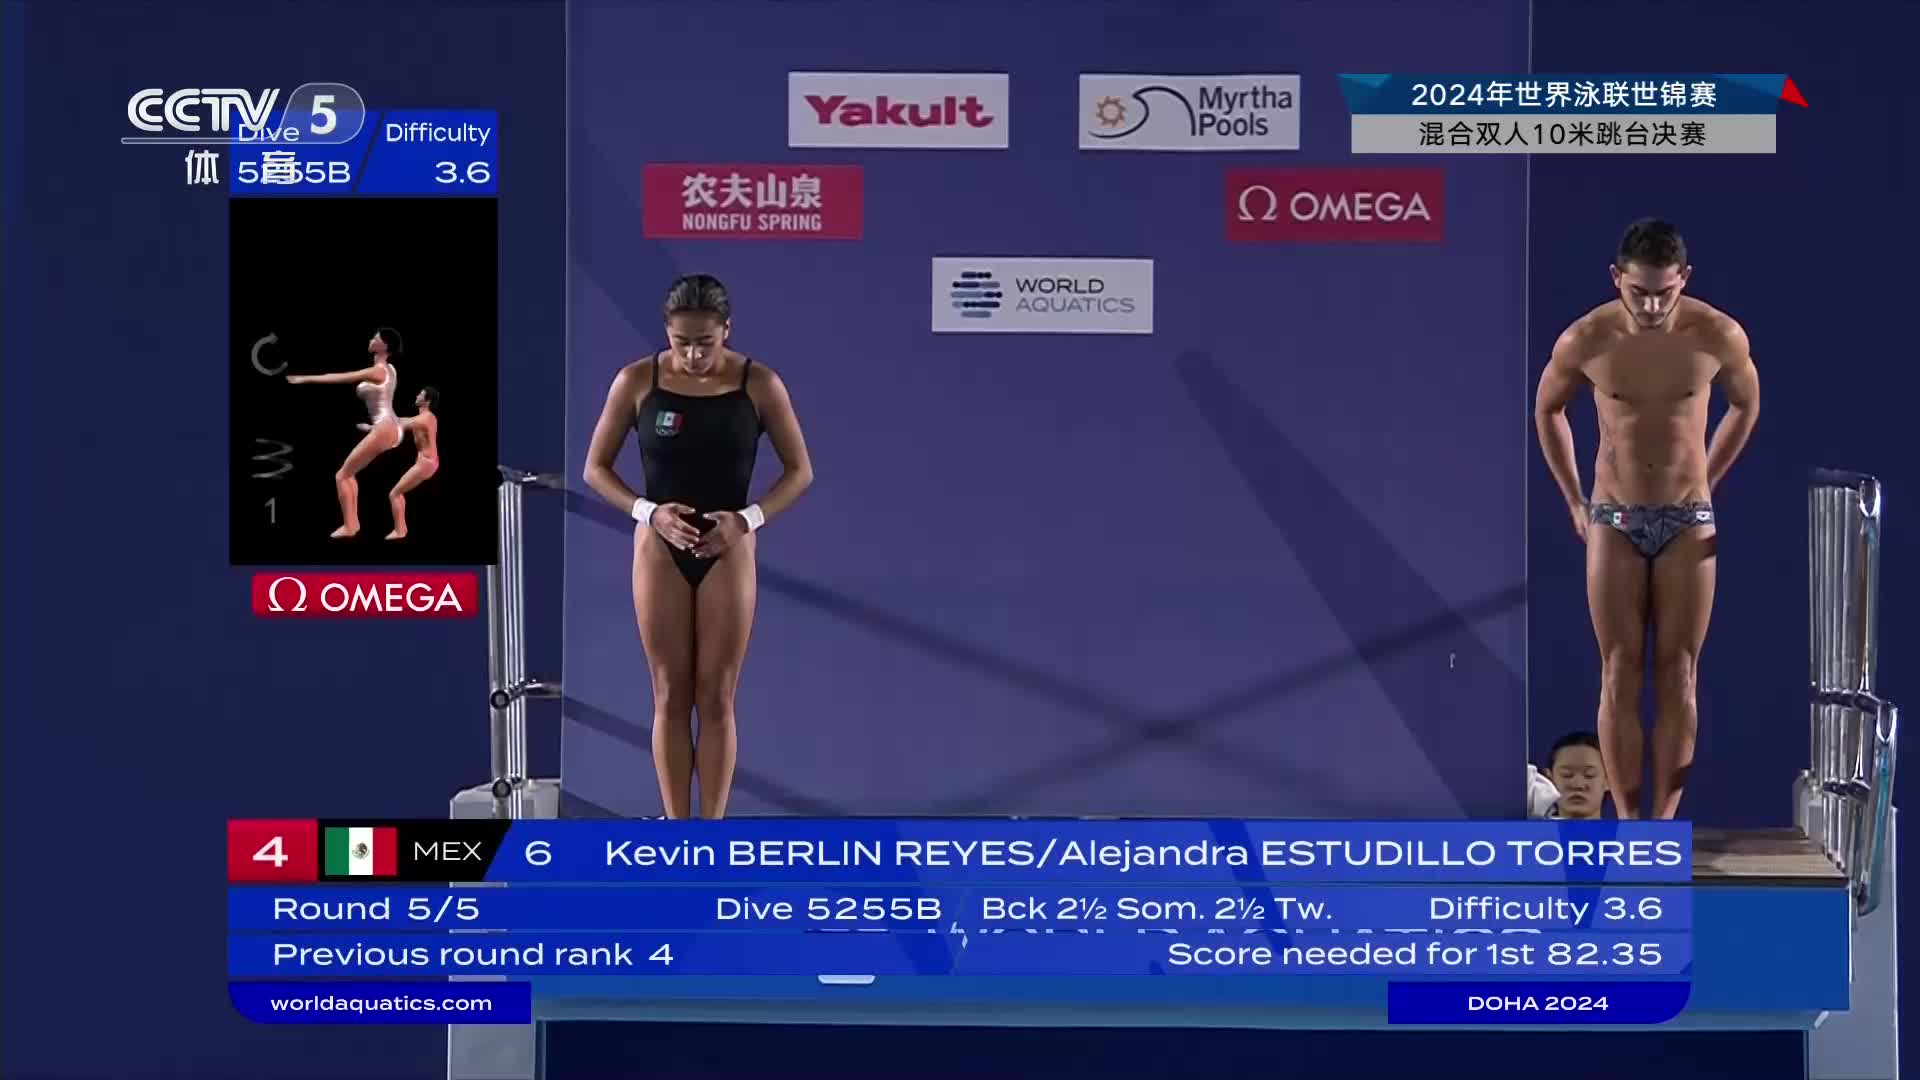 CCTV 5
体育
Dive
5255B
Difficulty
3.6
1
Ω OMEGA
Yakult
Myrtha
Pools
2024年世界泳联世锦赛
混合双人10米跳台决赛
农夫山泉
NONGFU SPRING
Ω OMEGA
WORLD
AQUATICS
4 MEX 6 Kevin BERLIN REYES/Alejandra ESTUDILLO TORRES
Round 5/5 Dive 5255B Bck 2½ Som. 2½ Tw. Difficulty 3.6
Previous round rank 4 Score needed for 1st 82.35
worldaquatics.com DOHA 2024